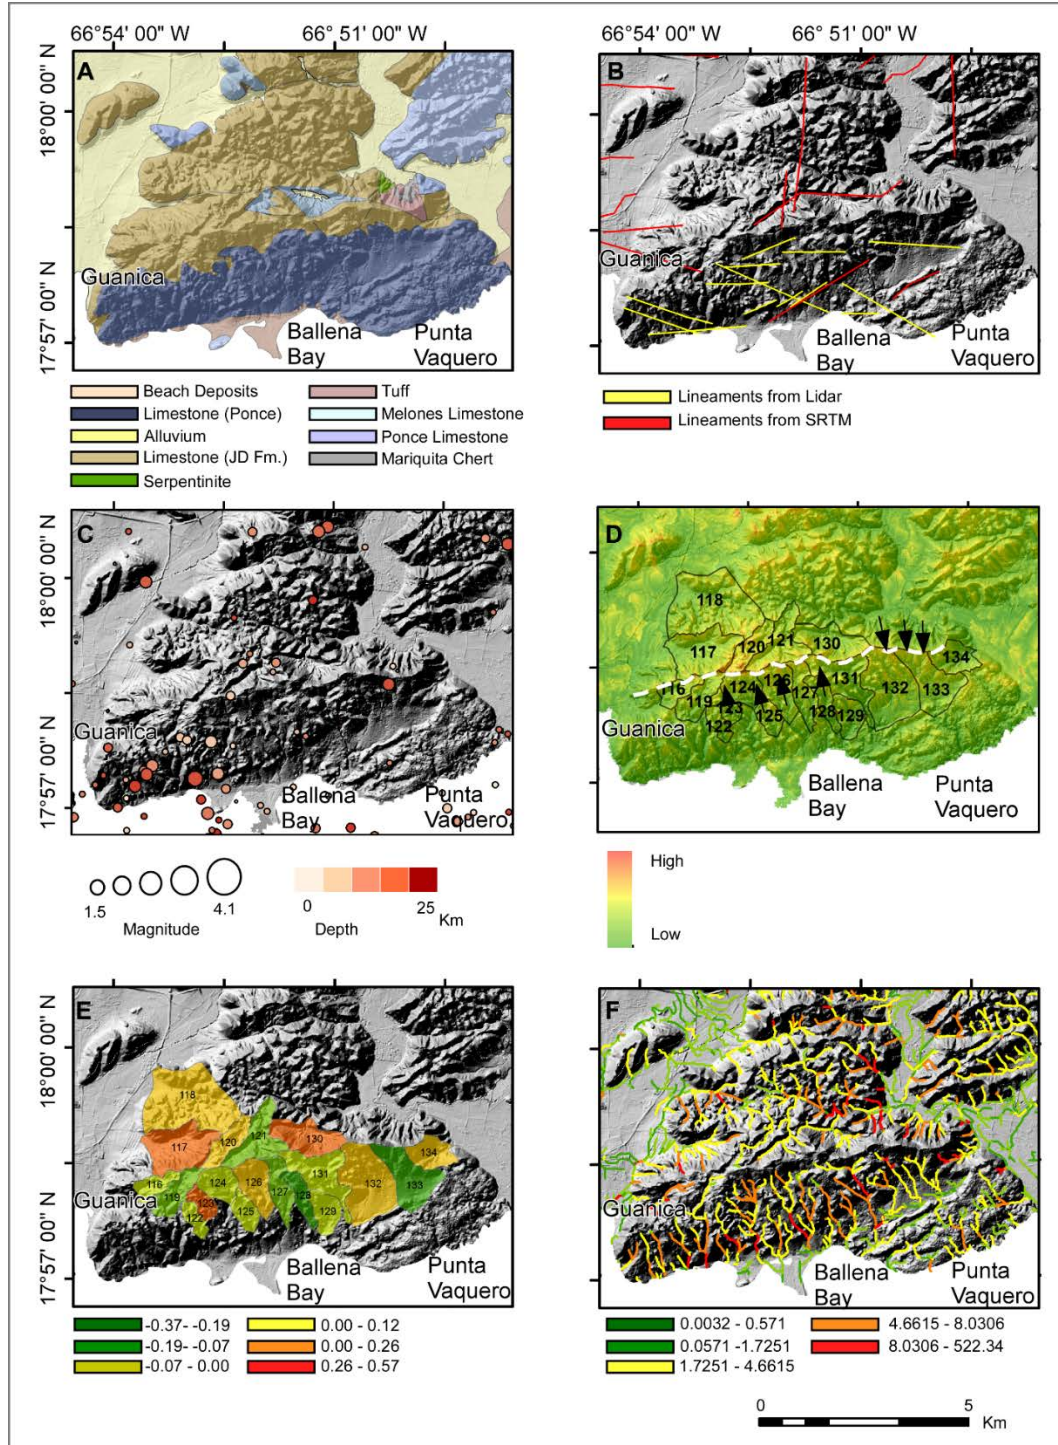 66°54' 00" W
66°51' 00" W
66°54' 00" W
66°51' 00" W
A
18°00' 00" N
17°57' 00" N
Guanica
Ballena
Bay
Punta
Vaquero
B
Guanica
Ballena
Bay
Punta
Vaquero
Beach Deposits
Limestone (Ponce)
Alluvium
Limestone (JD Fm.)
Serpentinite
Tuff
Melones Limestone
Ponce Limestone
Mariquita Chert
Lineaments from Lidar
Lineaments from SRTM
C
18°00' 00" N
17°57' 00" N
Guanica
Ballena
Bay
Punta
Vaquero
D
118
117
120
121
130
134
116
119
124
126
131
132
133
123
127
122
125
128
129
Guanica
Ballena
Bay
Punta
Vaquero
1.5
4.1
Magnitude
0
25
Km
Depth
High
Low
E
18°00' 00" N
17°57' 00" N
118
117
120
121
130
134
116
119
124
126
131
132
133
123
127
128
122
125
129
Guanica
Ballena
Bay
Punta
Vaquero
F
Guanica
Ballena
Bay
Punta
Vaquero
-0.37- -0.19
-0.19- -0.07
-0.07 - 0.00
0.00 - 0.12
0.00 - 0.26
0.26 - 0.57
0.0032 - 0.571
0.0571 -1.7251
1.7251 - 4.6615
4.6615 - 8.0306
8.0306 - 522.34
0
5
Km